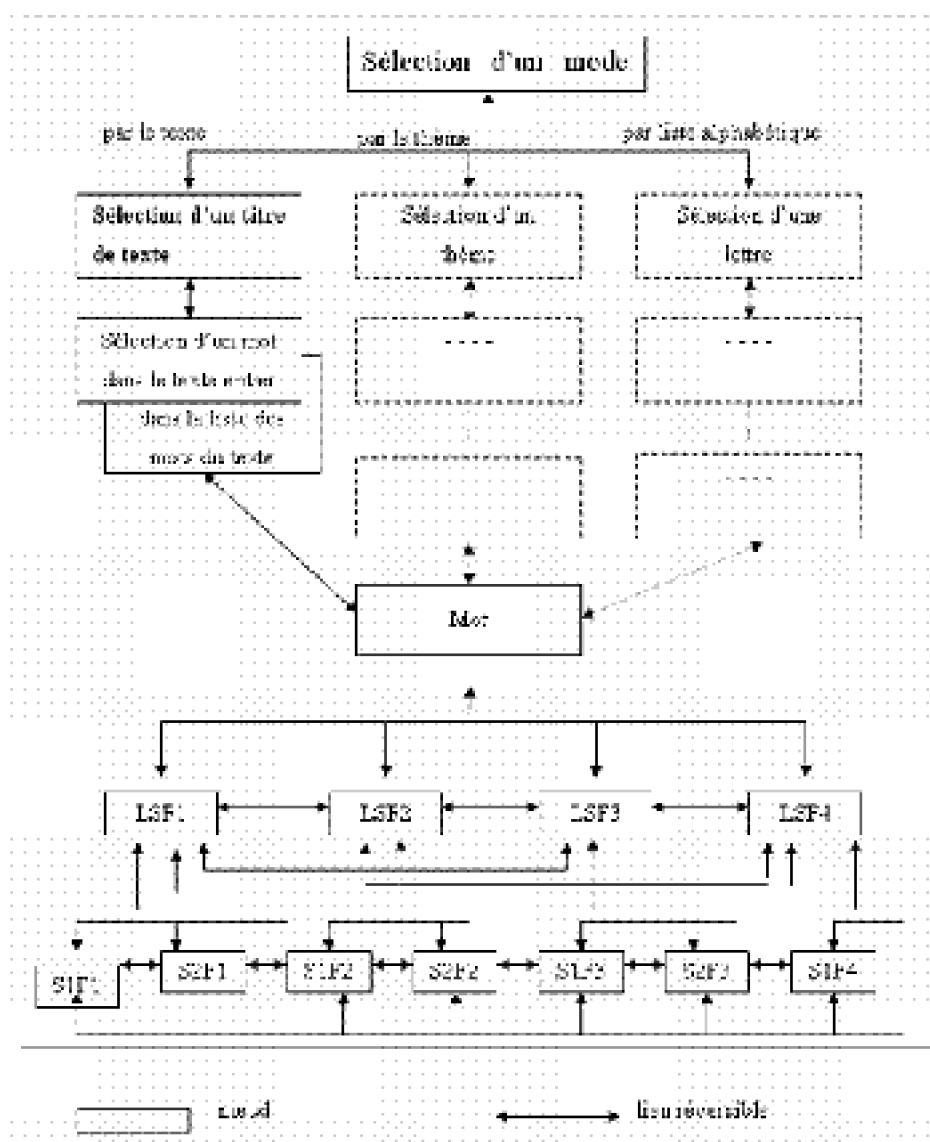 Sélection d'un mode
par le texte
par le thème
par liste alphabétique
Sélection d'un titre
de texte
Sélection d'un
thème
Sélection d'une
lettre
Sélection d'un mot
dans le texte entier
dans la liste des
mots du texte
- - - -
- - - -
- - - -
Mot
LSF1
LSF2
LSF3
LSF4
S1F1
S2F1
S1F2
S2F2
S1F3
S2F3
S1F4
nœud
lien réversible